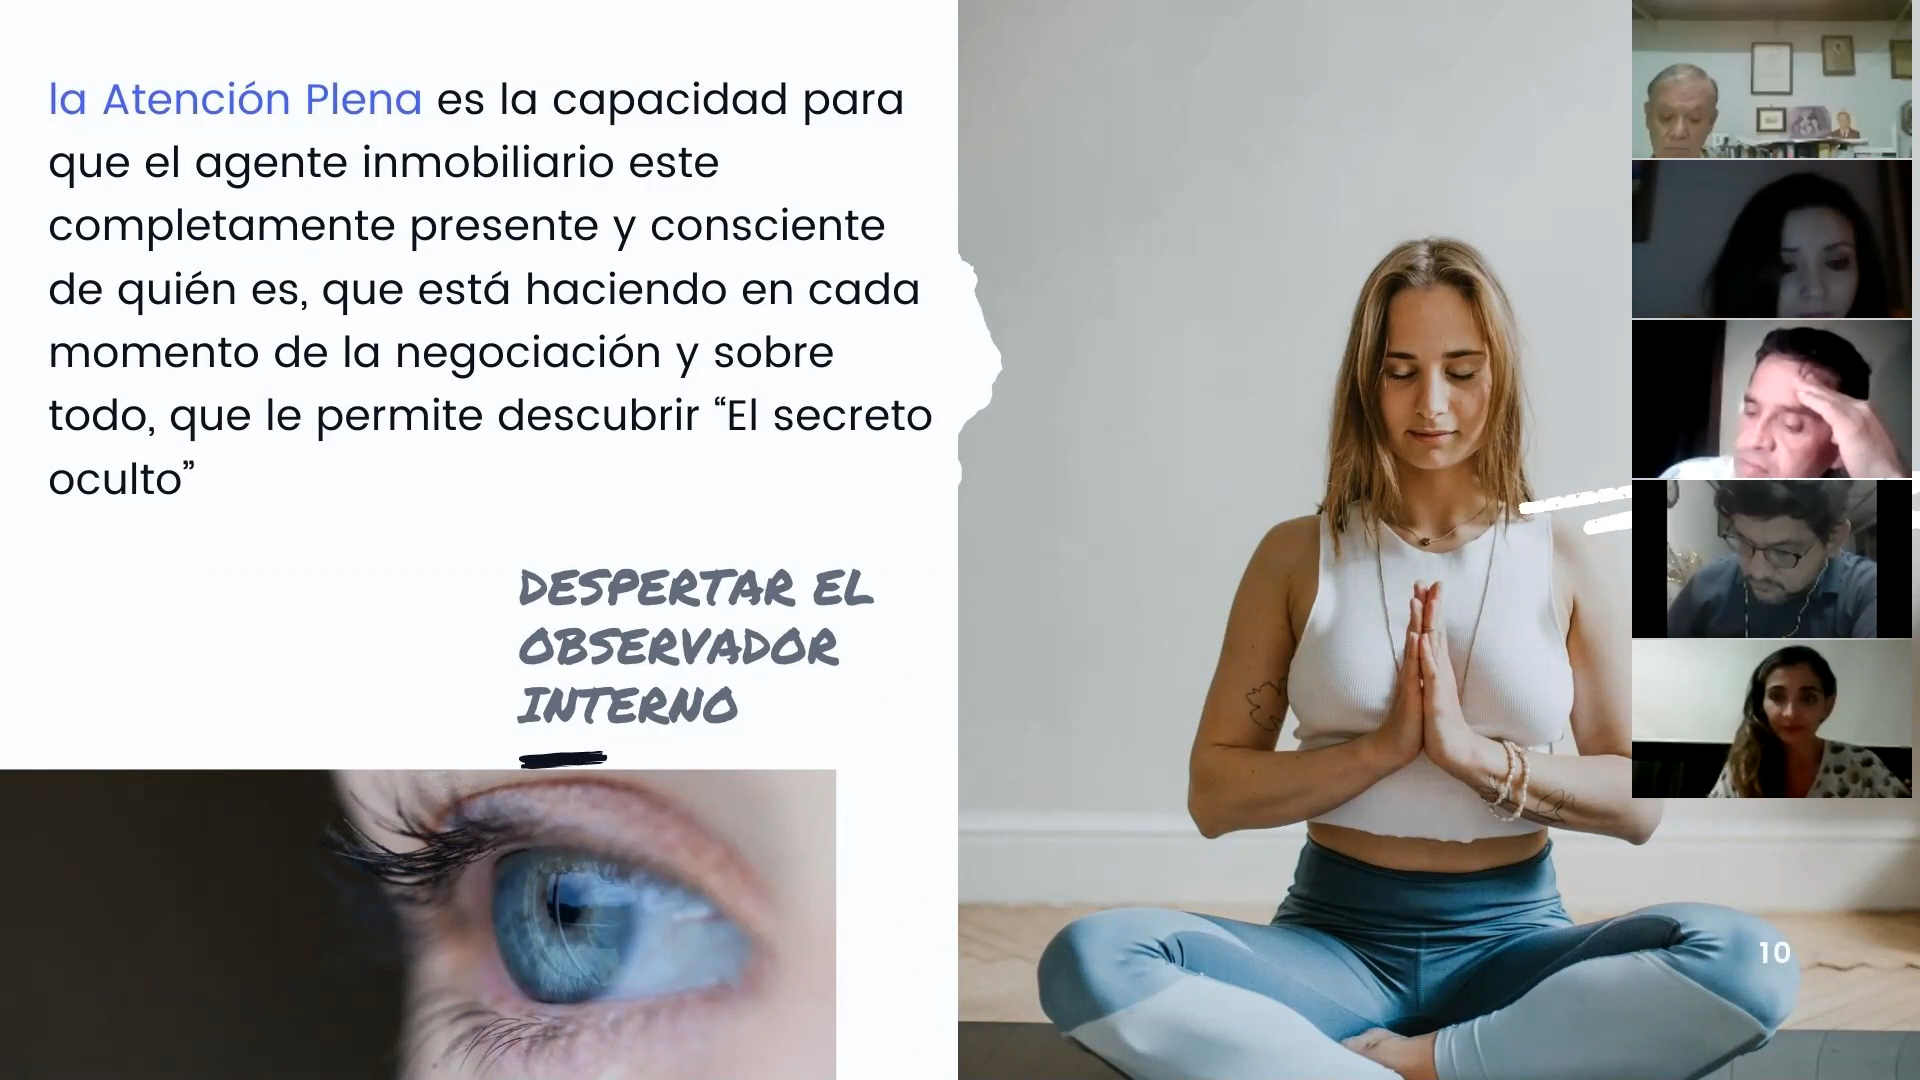 la Atención Plena es la capacidad para
que el agente inmobiliario este
completamente presente y consciente
de quién es, que está haciendo en cada
momento de la negociación y sobre
todo, que le permite descubrir “El secreto
oculto”
DESPERTAR EL
OBSERVADOR
INTERNO
10